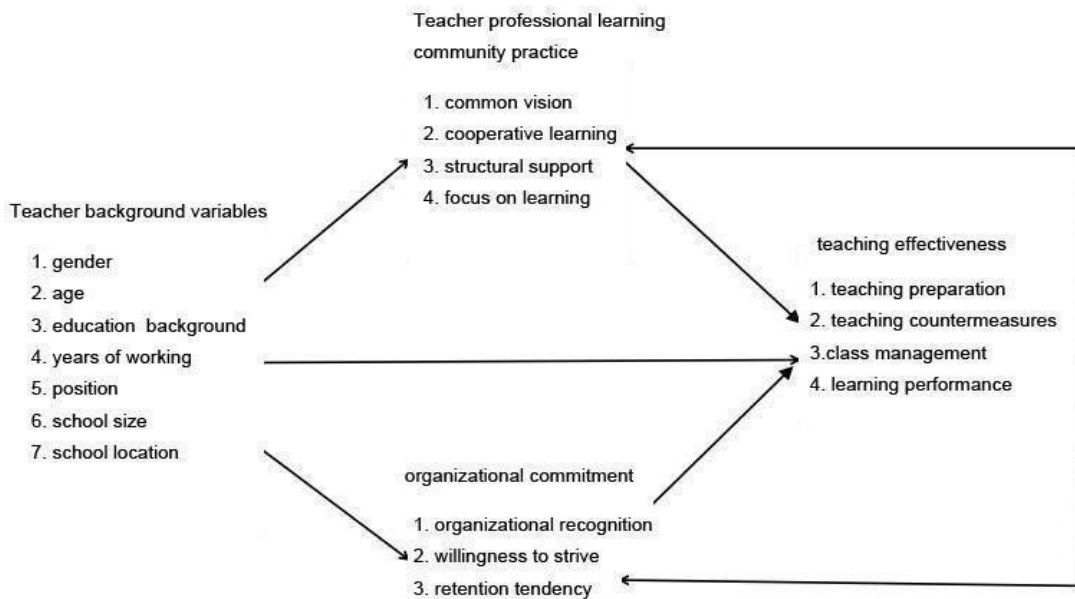 Teacher professional learning
community practice
1. common vision
2. cooperative learning
3. structural support
4. focus on learning
Teacher background variables
1. gender
2. age
3. education background
4. years of working
5. position
6. school size
7. school location
teaching effectiveness
1. teaching preparation
2. teaching countermeasures
3.class management
4. learning performance
organizational commitment
1. organizational recognition
2. willingness to strive
3. retention tendency